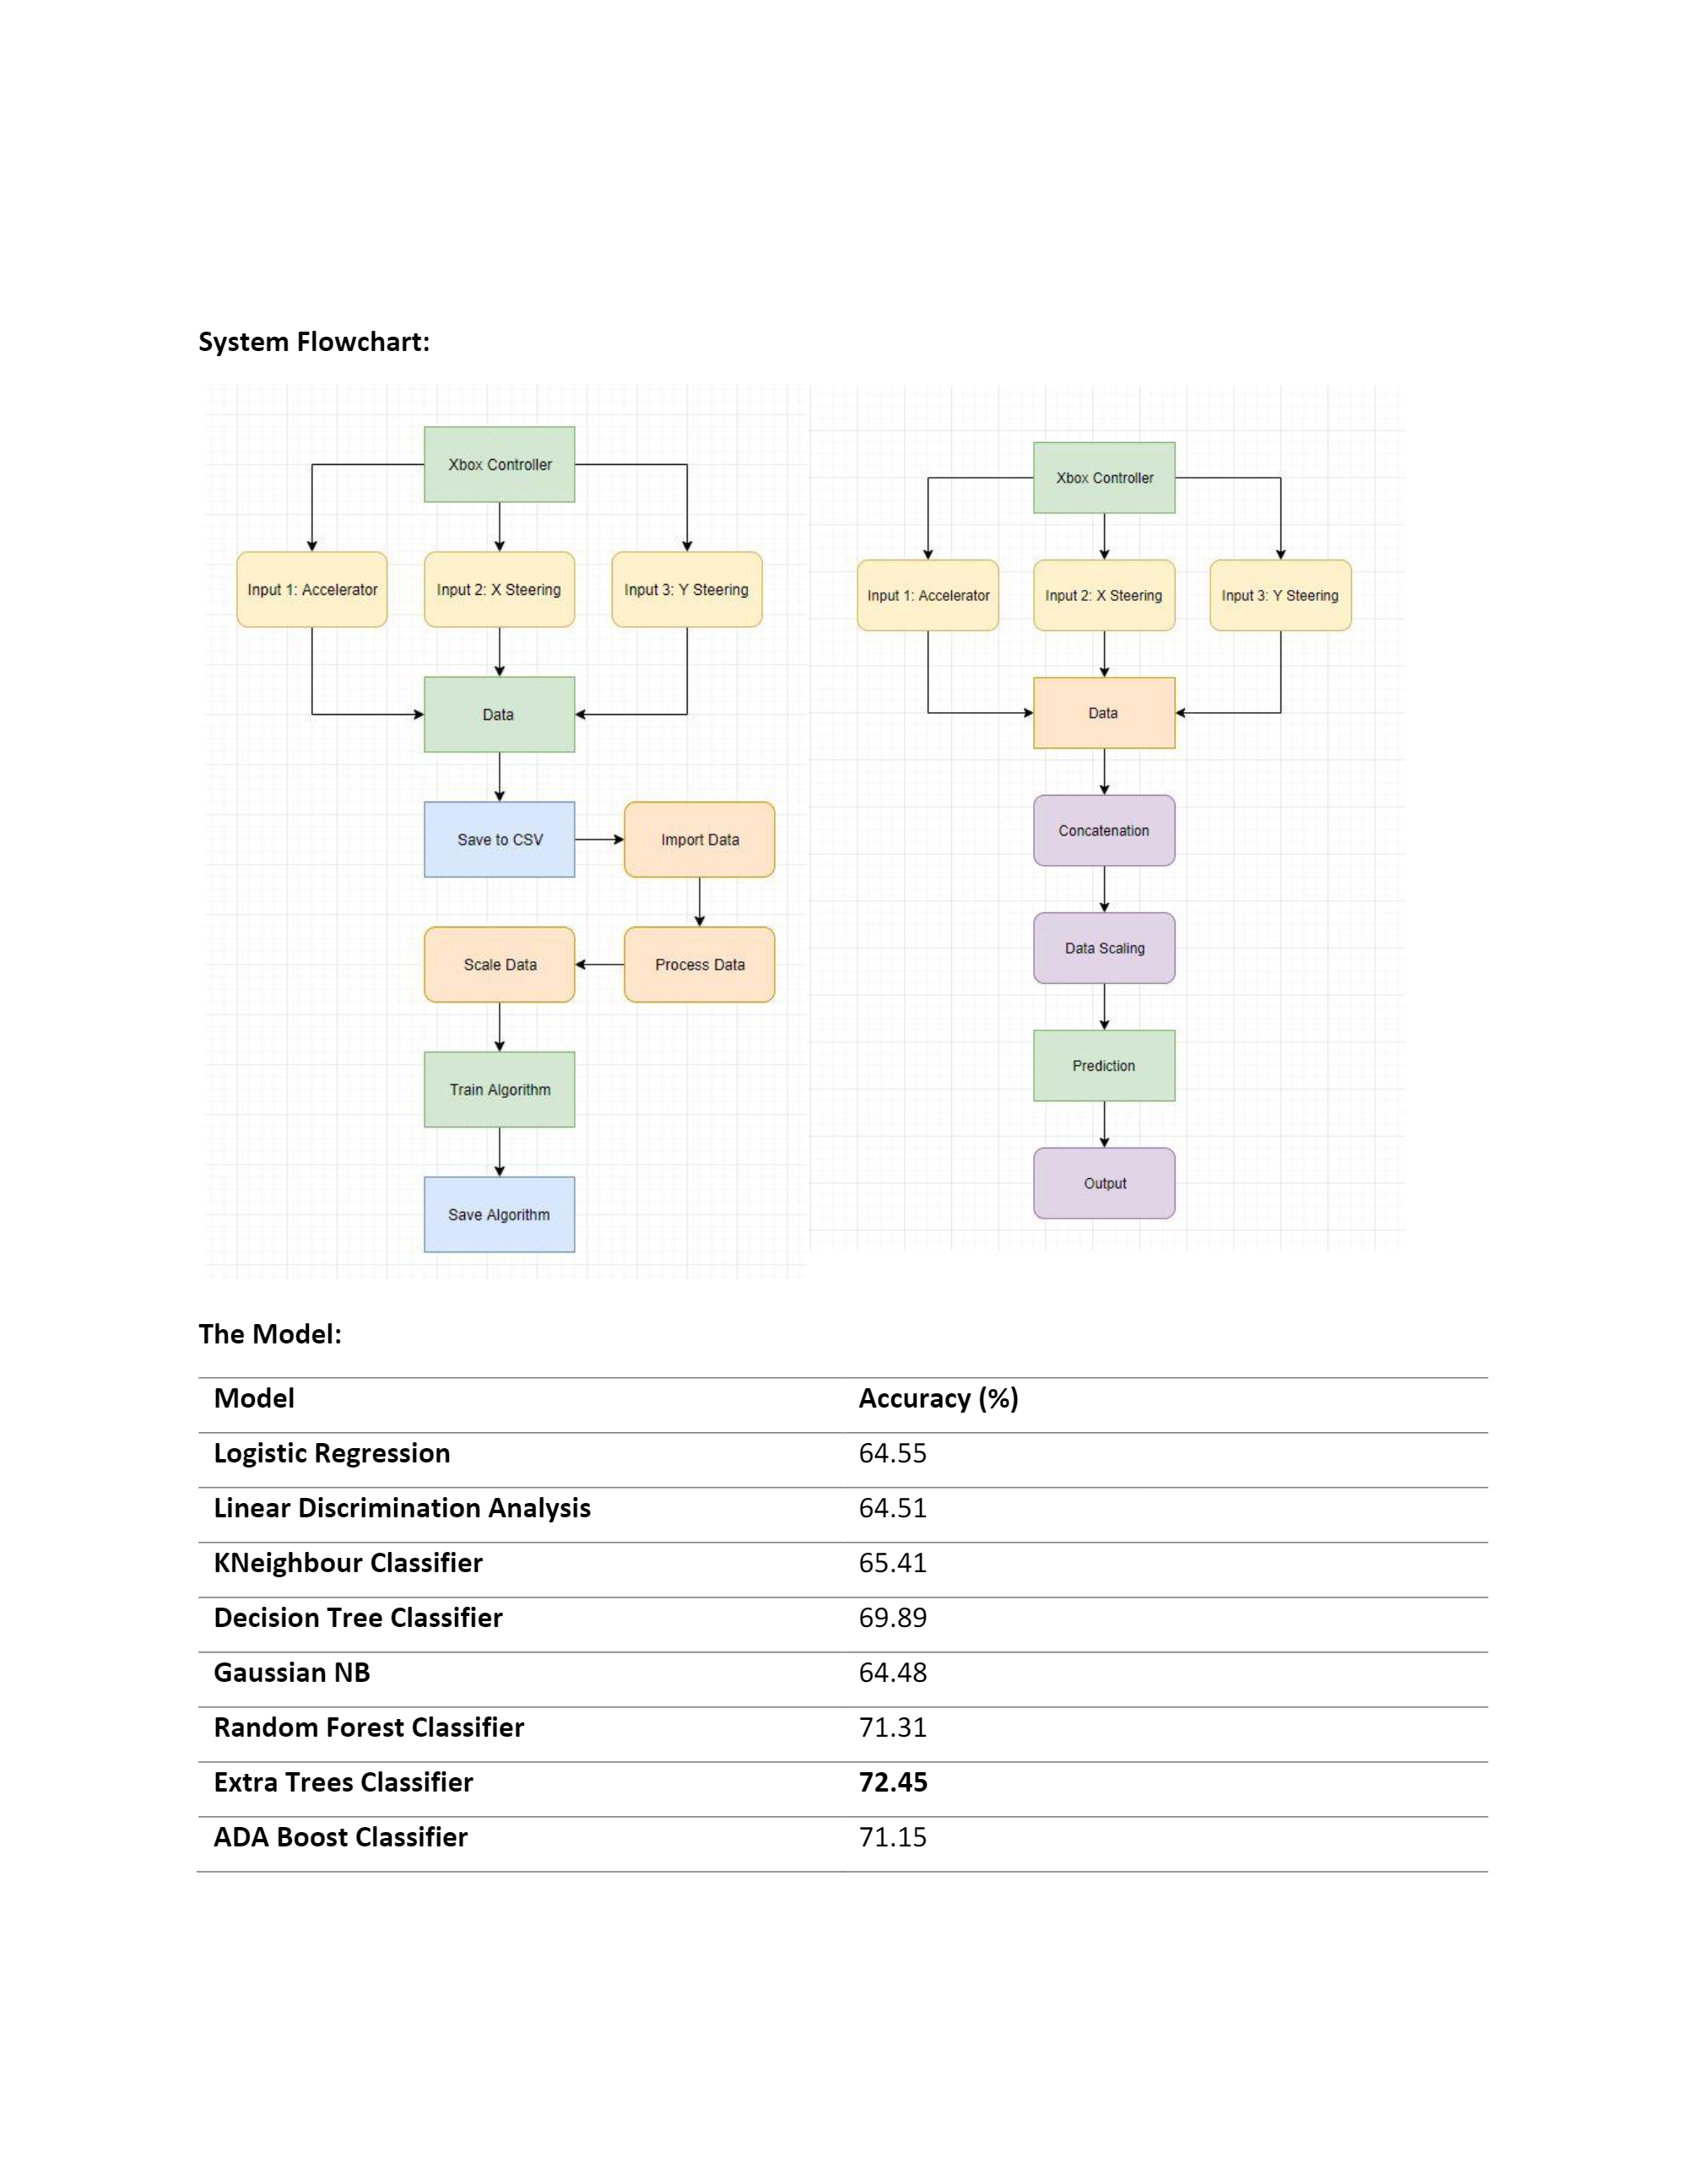 System Flowchart:
Xbox Controller
Input 1: Accelerator
Input 2: X Steering
Input 3: Y Steering
Data
Save to CSV
Import Data
Scale Data
Process Data
Train Algorithm
Save Algorithm
Xbox Controller
Input 1: Accelerator
Input 2: X Steering
Input 3: Y Steering
Data
Concatenation
Data Scaling
Prediction
Output
The Model:
Model Accuracy (%)
Logistic Regression 64.55
Linear Discrimination Analysis 64.51
KNeighbour Classifier 65.41
Decision Tree Classifier 69.89
Gaussian NB 64.48
Random Forest Classifier 71.31
Extra Trees Classifier 72.45
ADA Boost Classifier 71.15